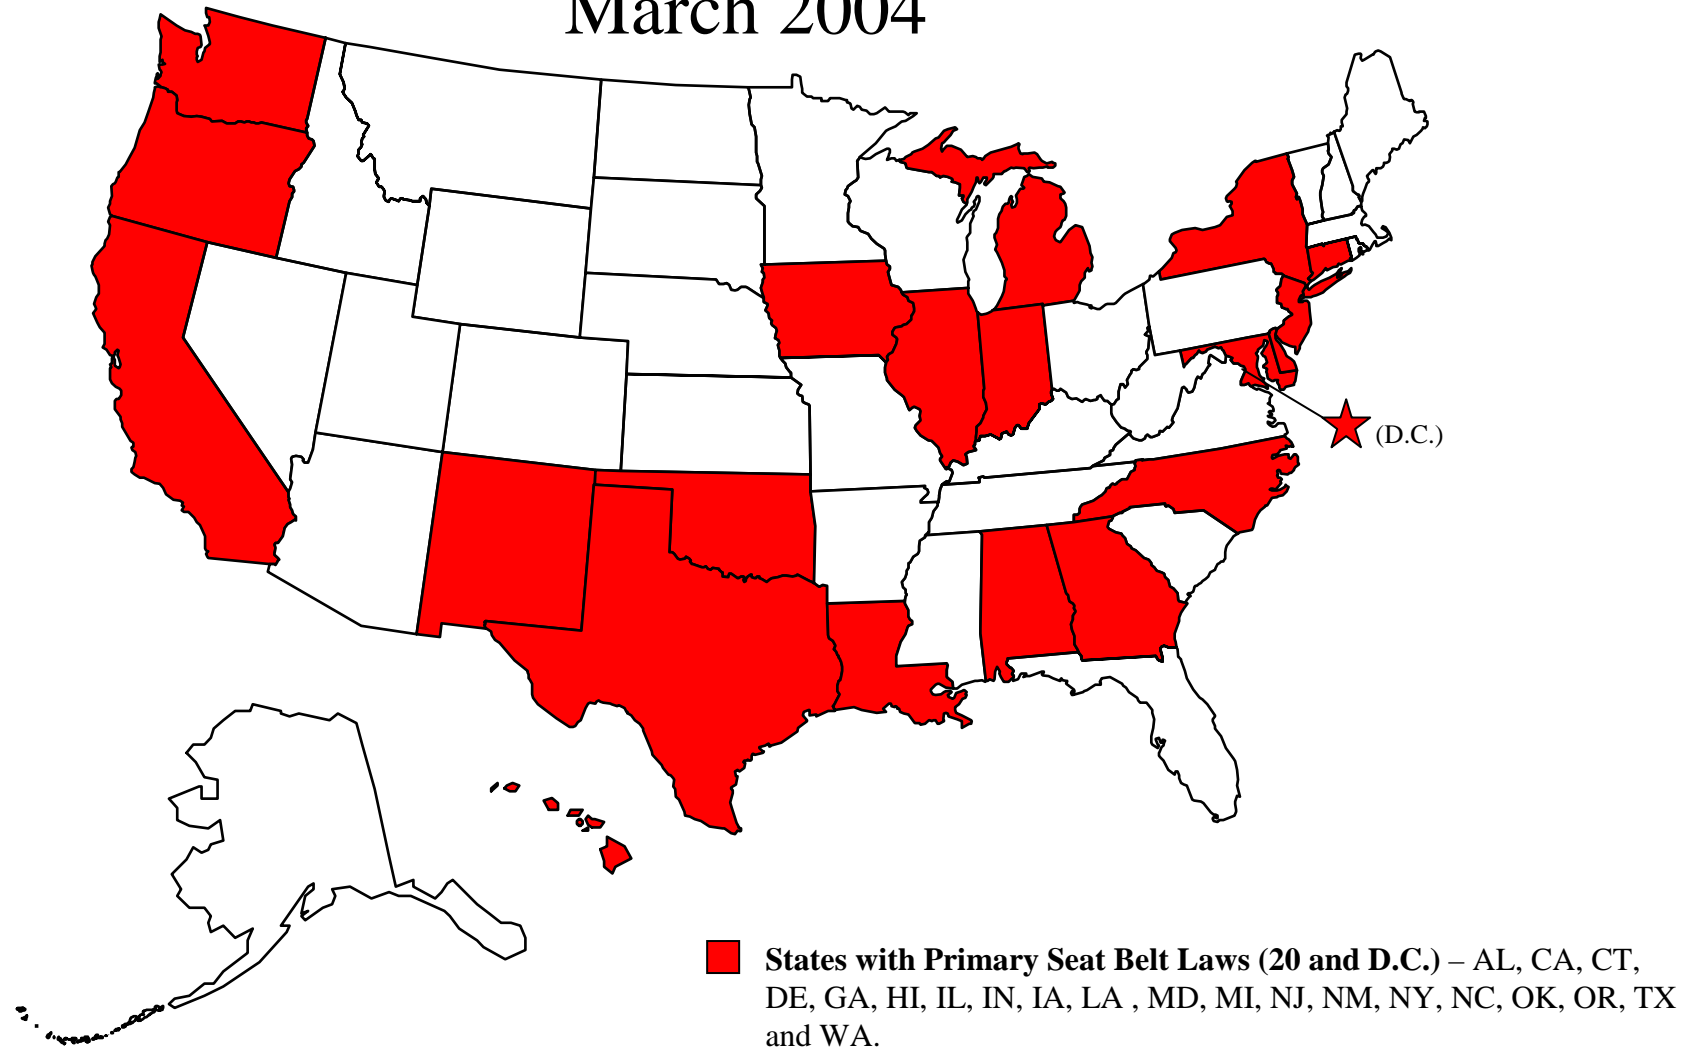 March 2004
(D.C.)
States with Primary Seat Belt Laws (20 and D.C.) – AL, CA, CT,
DE, GA, HI, IL, IN, IA, LA , MD, MI, NJ, NM, NY, NC, OK, OR, TX
and WA.